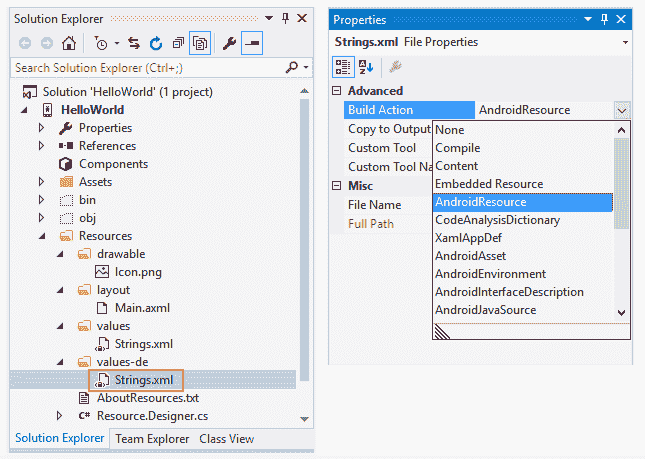 Solution Explorer
Search Solution Explorer (Ctrl+;)
Solution 'HelloWorld' (1 project)
HelloWorld
Properties
References
Components
Assets
bin
obj
Resources
drawable
Icon.png
layout
Main.axml
values
Strings.xml
values-de
Strings.xml
AboutResources.txt
C# Resource.Designer.cs
Solution Explorer Team Explorer Class View
Properties
Strings.xml File Properties
Advanced
Build Action AndroidResource
Copy to Output
Custom Tool
Custom Tool Na
Misc
File Name
Full Path
None
Compile
Content
Embedded Resource
AndroidResource
CodeAnalysisDictionary
XamlAppDef
AndroidAsset
AndroidEnvironment
AndroidInterfaceDescription
AndroidJavaSource